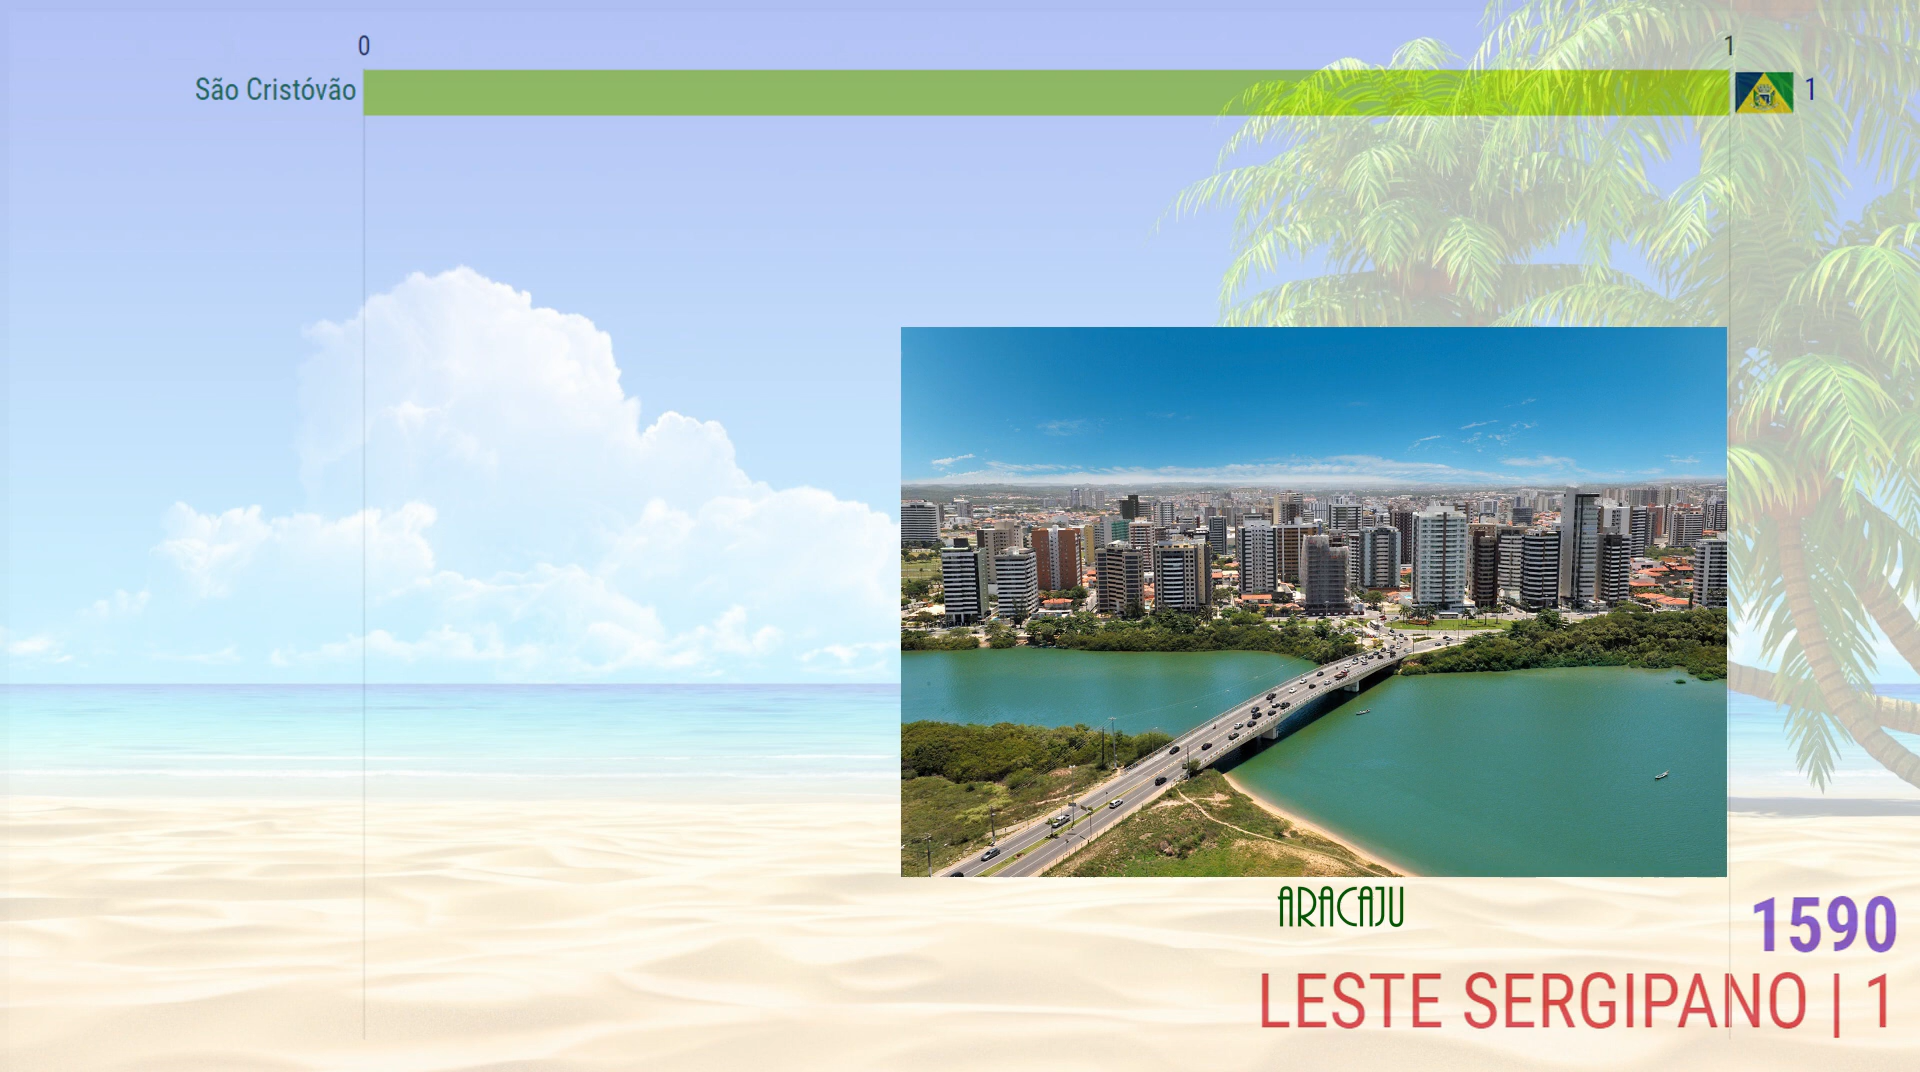 0 1
São Cristóvão 1
ARACAJU
1590
LESTE SERGIPANO | 1